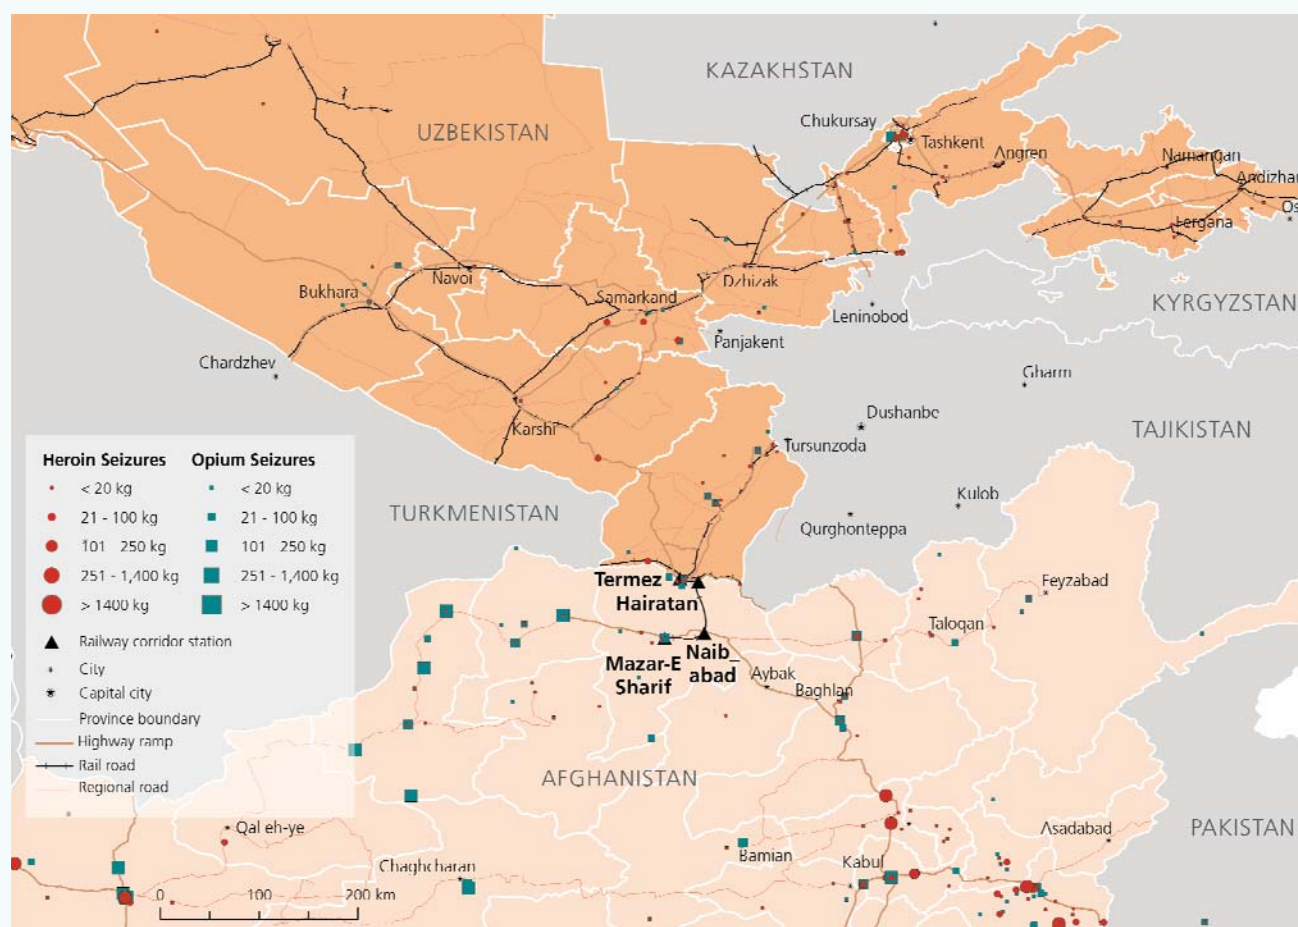 KAZAKHSTAN
UZBEKISTAN
Chukursay
Tashkent
Angren
Namangan
Andizhan
Os
Fergana
Navoi
Bukhara
Dzhizak
Samarkand
Leninobod
KYRGYZSTAN
Panjakent
Chardzhev
Gharm
Dushanbe
TAJIKISTAN
Karshi
Tursunzoda
Kulob
Qurghonteppa
TURKMENISTAN
Termez
Hairatan
Feyzabad
Taloqan
Mazar-E
Sharif
Naib_
abad
Aybak
Baghlan
AFGHANISTAN
PAKISTAN
Qal eh-ye
Asadabad
Bamian
Kabul
Chaghcharan
Heroin Seizures Opium Seizures
< 20 kg < 20 kg
21 - 100 kg 21 - 100 kg
101 250 kg 101 250 kg
251 - 1,400 kg 251 - 1,400 kg
> 1400 kg > 1400 kg
Railway corridor station
City
Capital city
Province boundary
Highway ramp
Rail road
Regional road
0 100 200 km